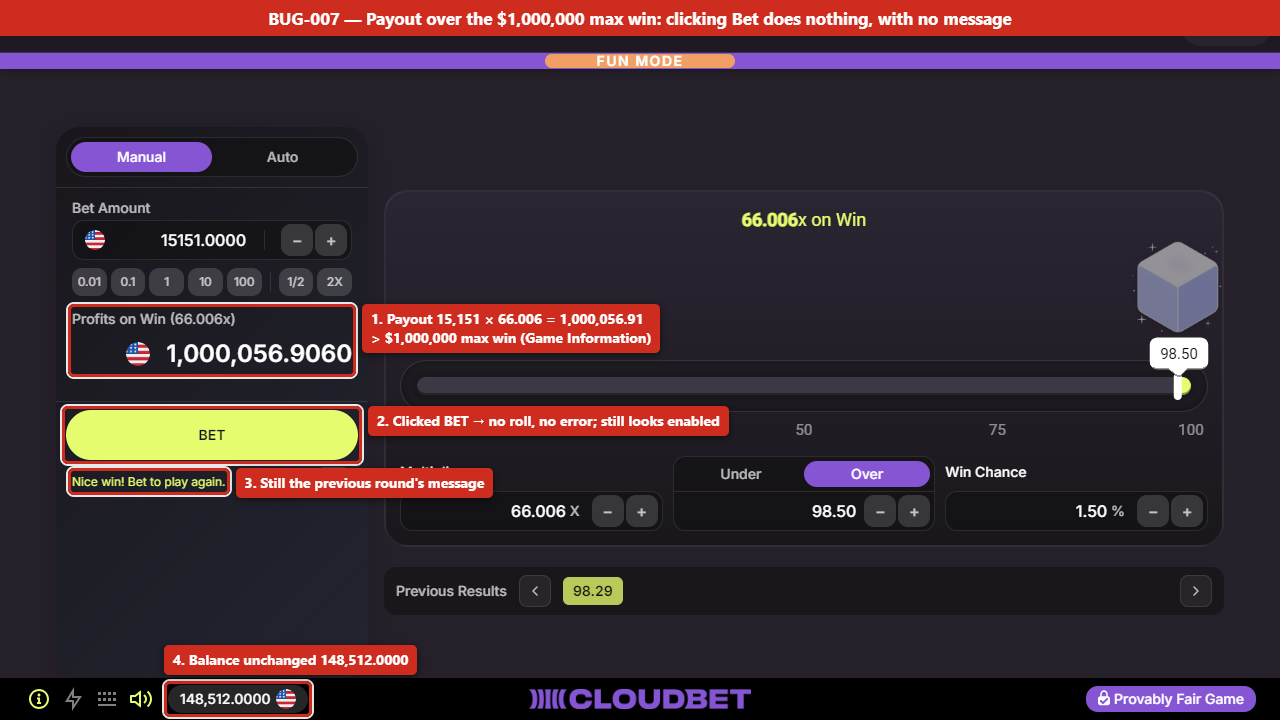 BUG-007 — Payout over the $1,000,000 max win: clicking Bet does nothing, with no message
FUN MODE
Manual
Auto
Bet Amount
15151.0000
−
+
0.01
0.1
1
10
100
1/2
2X
Profits on Win (66.006x)
1,000,056.9060
1. Payout 15,151 × 66.006 = 1,000,056.91
> $1,000,000 max win (Game Information)
BET
2. Clicked BET → no roll, no error; still looks enabled
Nice win! Bet to play again.
3. Still the previous round's message
66.006x on Win
98.50
50
75
100
66.006 X
−
+
Under
Over
98.50
−
+
Win Chance
1.50 %
−
+
Previous Results
98.29
4. Balance unchanged 148,512.0000
148,512.0000
CLOUDBET
Provably Fair Game